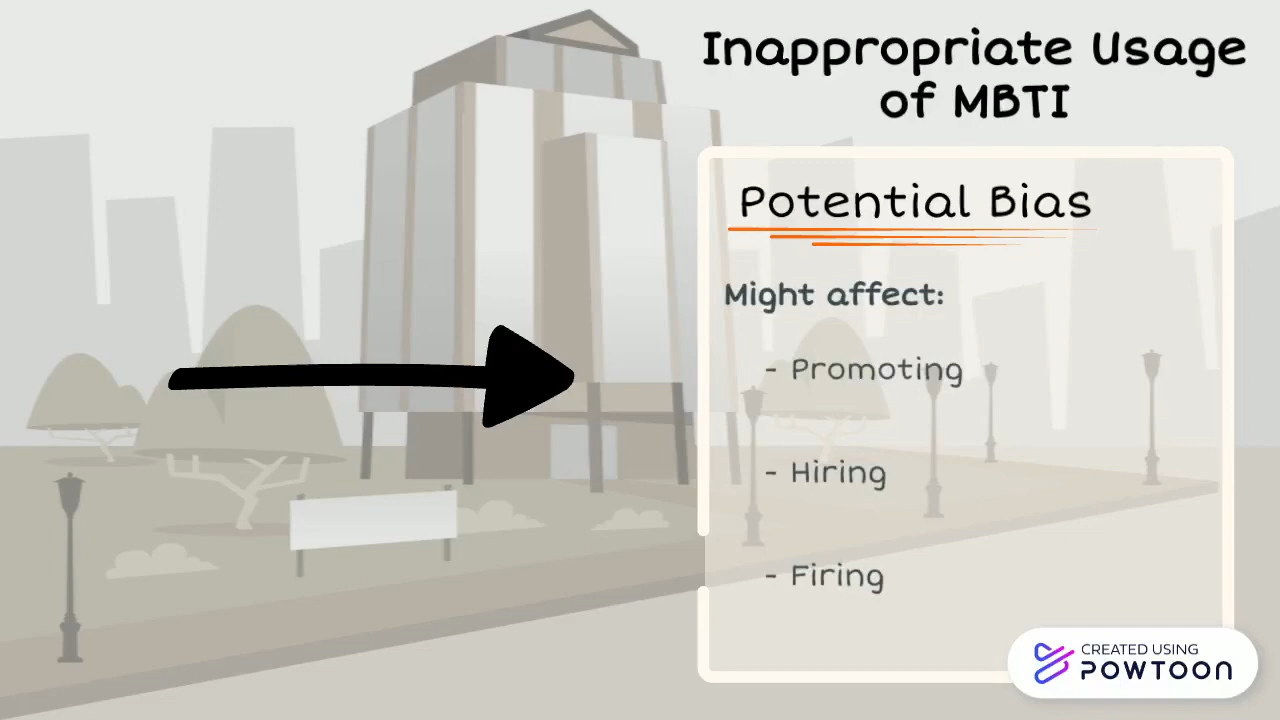 Inappropriate Usage
of MBTI
Potential Bias
Might affect:
- Promoting
- Hiring
- Firing
CREATED USING
POWTOON